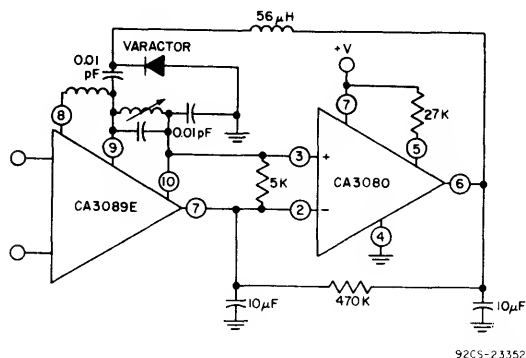 56μH
0.01
pF
VARACTOR
+V
8
9
0.01pF
10
7
27K
5
3
+
5K
CA3089E
7
2
−
CA3080
6
4
10μF
470K
10μF
92CS-23352